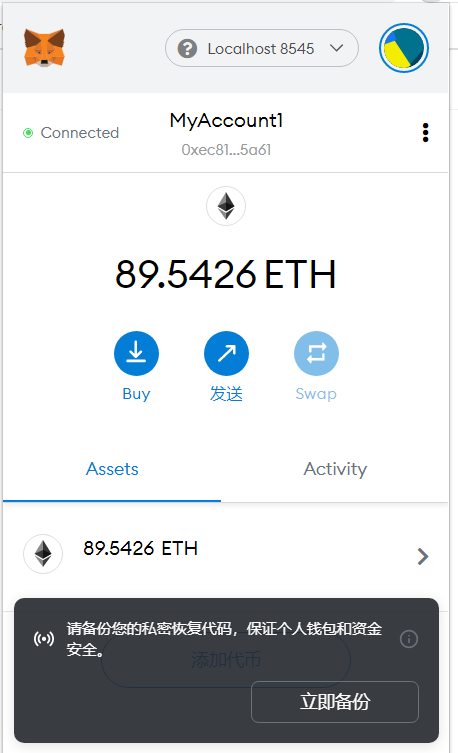 Localhost 8545
Connected
MyAccount1
0xec81...5a61
89.5426 ETH
Buy
发送
Swap
Assets
Activity
89.5426 ETH
请备份您的私密恢复代码，保证个人钱包和资金
安全。
添加代币
立即备份